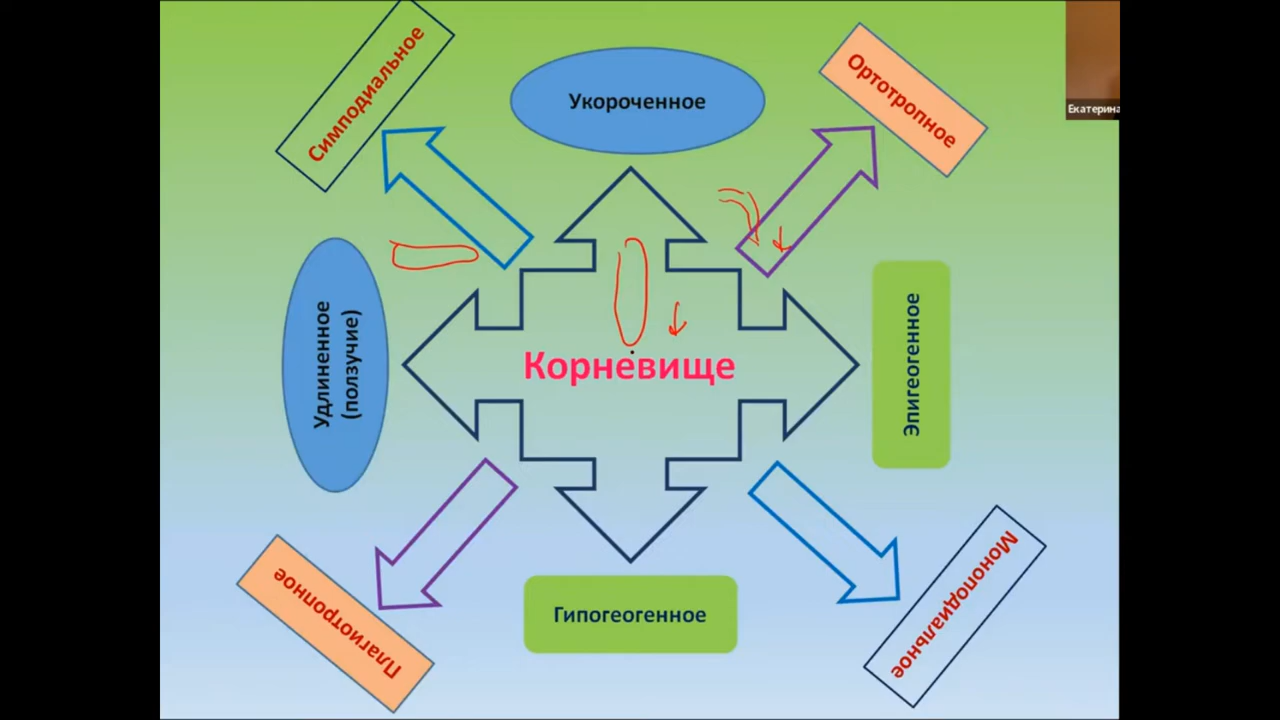 Симподиальное
Укороченное
Ортотропное
Екатерина
Удлиненное
(ползучие)
Корневище
Эпигеогенное
Плагиотропное
Гипогеогенное
Моноподиальное